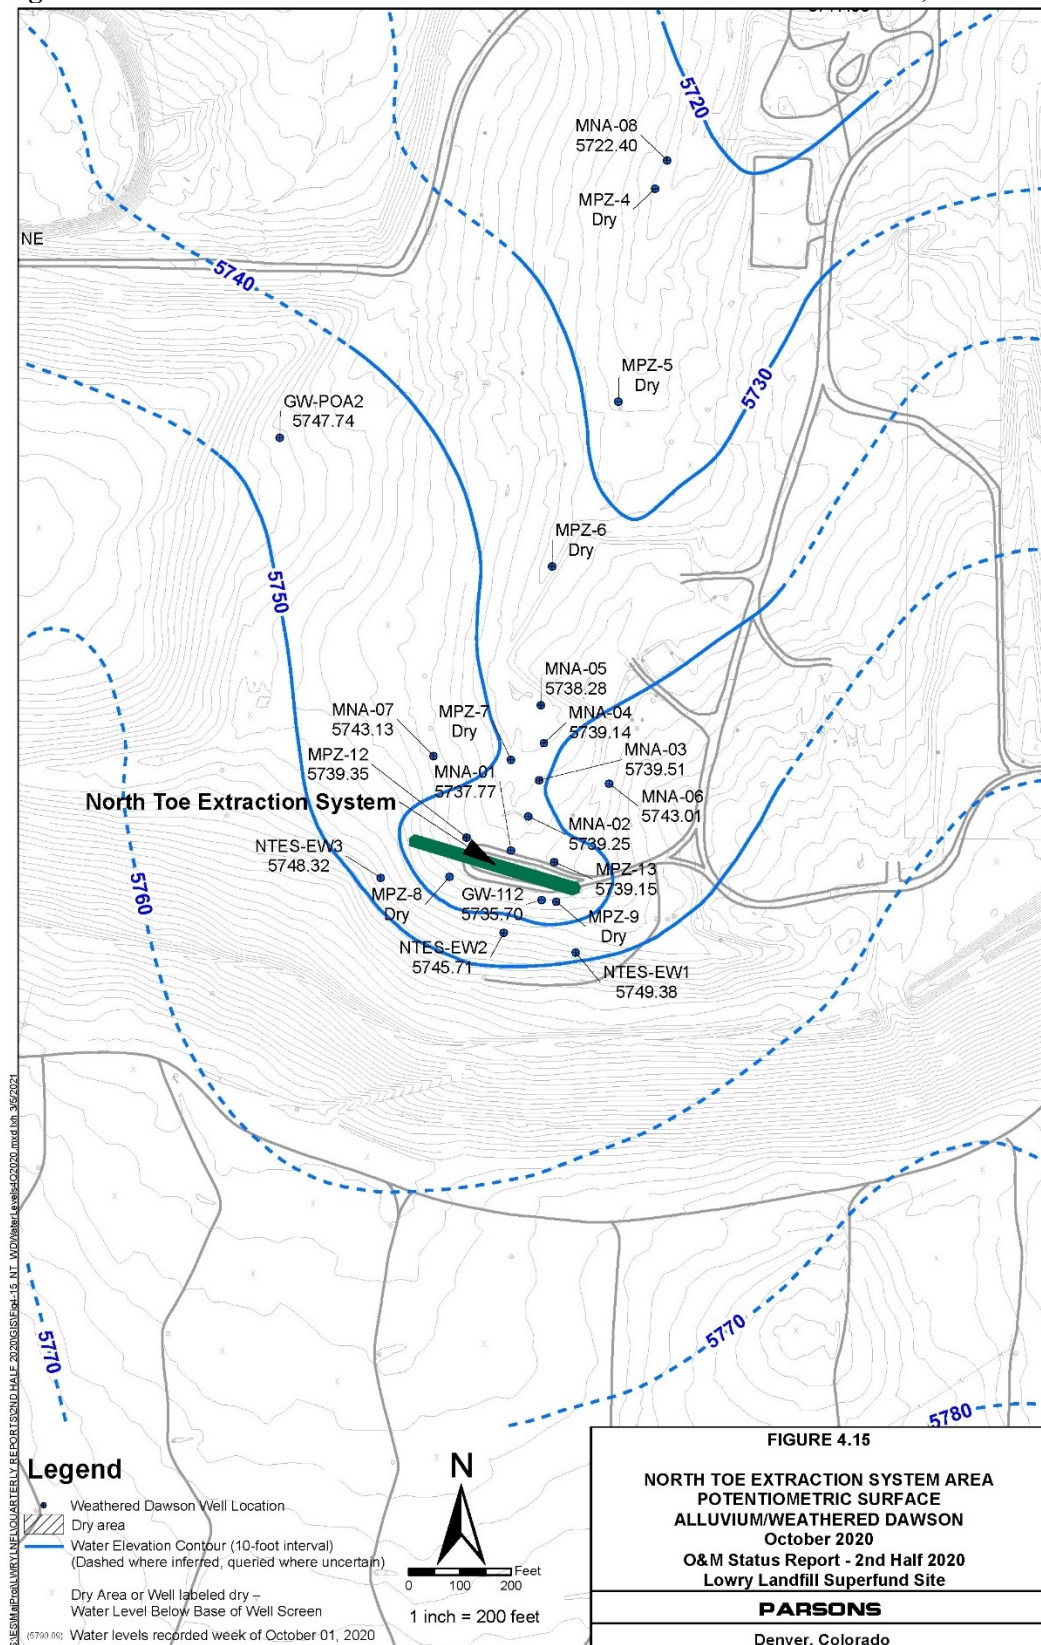 5720
MNA-08
5722.40
MPZ-4
Dry
NE
5740
MPZ-5
Dry
5730
GW-POA2
5747.74
MPZ-6
Dry
5750
MNA-05
5738.28
MNA-07
5743.13
MPZ-7
Dry
MNA-04
5739.14
MPZ-12
5739.35
MNA-01
5737.77
MNA-03
5739.51
North Toe Extraction System
MNA-06
5743.01
MNA-02
5739.25
NTES-EW3
5748.32
MPZ-13
5739.15
5760
MPZ-8
Dry
GW-112
5735.70
MPZ-9
Dry
NTES-EW2
5745.71
NTES-EW1
5749.38
5770
5770
5780
Legend
Weathered Dawson Well Location
Dry area
Water Elevation Contour (10-foot interval)
(Dashed where inferred, queried where uncertain)
Dry Area or Well labeled dry –
Water Level Below Base of Well Screen
(5790.09) Water levels recorded week of October 01, 2020
N
Feet
0 100 200
1 inch = 200 feet
FIGURE 4.15
NORTH TOE EXTRACTION SYSTEM AREA
POTENTIOMETRIC SURFACE
ALLUVIUM/WEATHERED DAWSON
October 2020
O&M Status Report - 2nd Half 2020
Lowry Landfill Superfund Site
PARSONS
Denver, Colorado